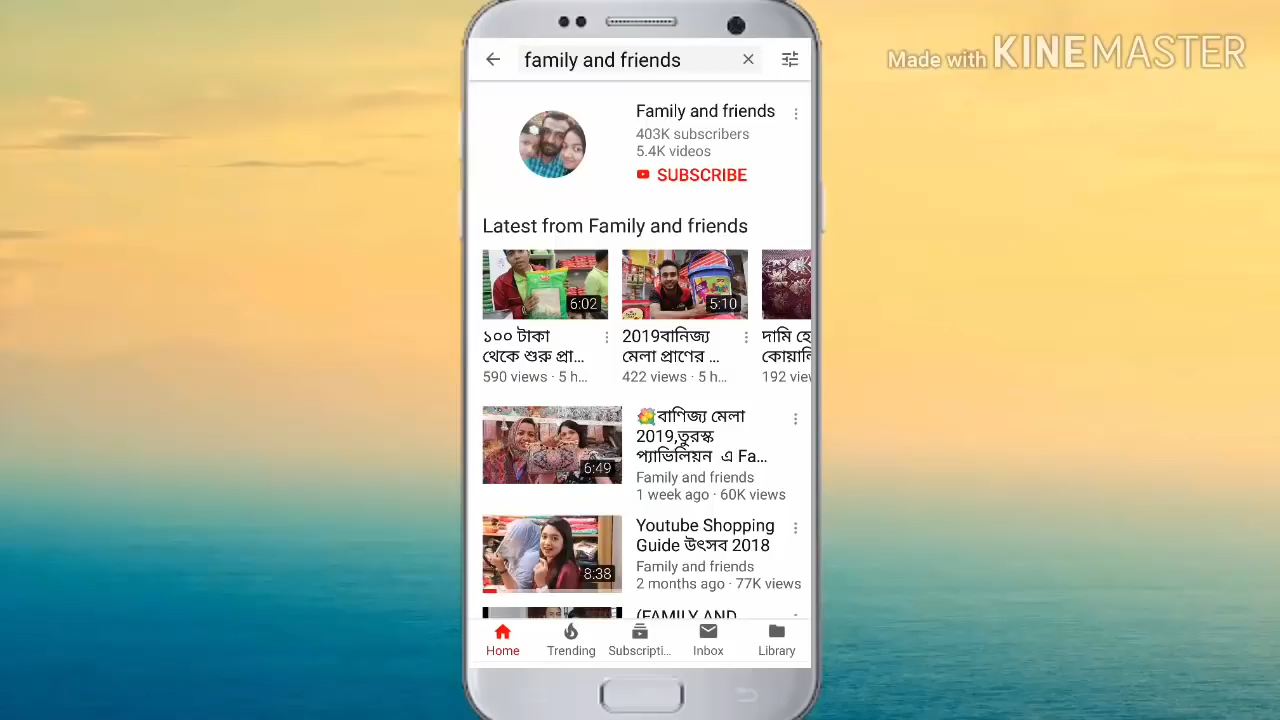 Made with KINEMASTER
family and friends
Family and friends
403K subscribers
5.4K videos
SUBSCRIBE
Latest from Family and friends
6:02
5:10
১০০ টাকা
থেকে শুরু প্রা...
590 views · 5 h...
2019বানিজ্য
মেলা প্রাণের ...
422 views · 5 h...
দামি হে
কোয়ালি
192 view
6:49
বাণিজ্য মেলা
2019,তুরস্ক
প্যাভিলিয়ন এ Fa...
Family and friends
1 week ago · 60K views
8:38
Youtube Shopping
Guide উৎসব 2018
Family and friends
2 months ago · 77K views
(FAMILY AND
Home
Trending
Subscripti...
Inbox
Library